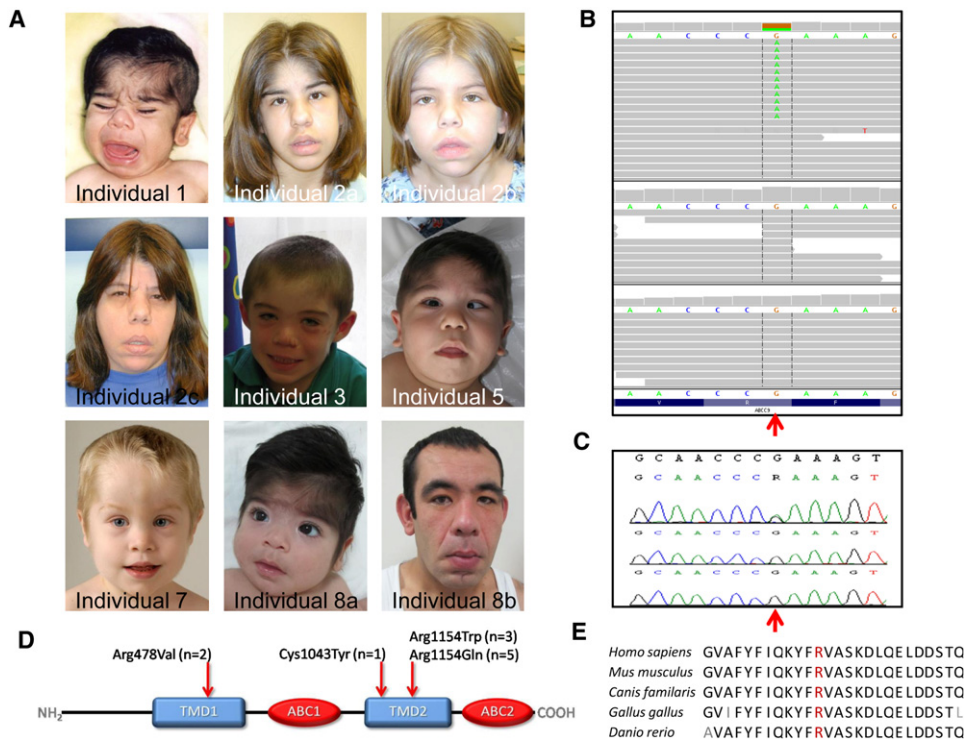 A
Individual 1
Individual 2a
Individual 2b
Individual 2c
Individual 3
Individual 5
Individual 7
Individual 8a
Individual 8b
B
A A C C C G A A A G
A
A
A
A
A
A
A
A
A
A
T
A A C C C G A A A G
A A C C C G A A A G
A A C C C G A A A G
V R F
ABCC9
C
G C A A C C C G A A A G T
G C A A C C C R A A A G T
G C A A C C C G A A A G T
G C A A C C C G A A A G T
D
Arg478Val (n=2)
Cys1043Tyr (n=1)
Arg1154Trp (n=3)
Arg1154Gln (n=5)
NH2
TMD1
ABC1
TMD2
ABC2
COOH
E
Homo sapiens GVAFYFIQKYFRVASKDLQELDDSTQ
Mus musculus GVAFYFIQKYFRVASKDLQELDDSTQ
Canis familaris GVAFYFIQKYFRVASKDLQELDDSTQ
Gallus gallus GVIFYFIQKYFRVASKDLQELDDSTL
Danio rerio AVAFYFIQKYFRVASKDLQELDDSTQ